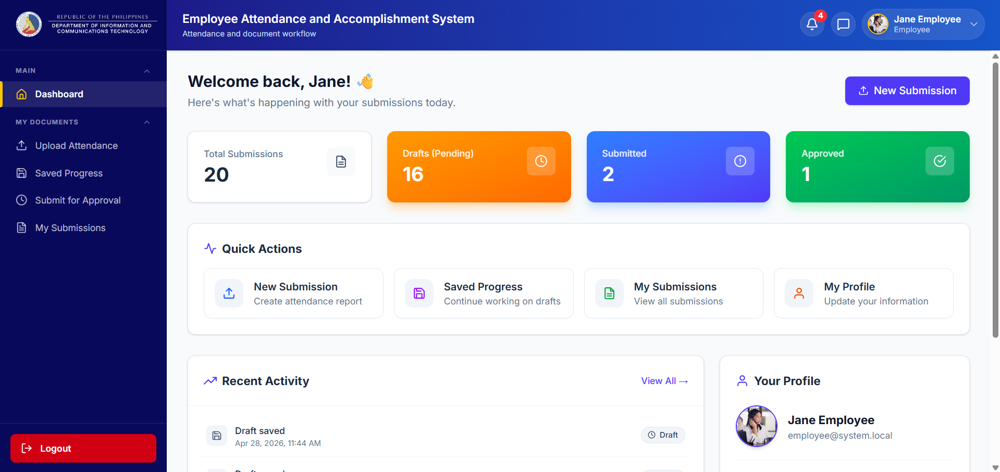 REPUBLIC OF THE PHILIPPINES
DEPARTMENT OF INFORMATION AND
COMMUNICATIONS TECHNOLOGY
Employee Attendance and Accomplishment System
Attendance and document workflow
4
Jane Employee
Employee
MAIN
Dashboard
MY DOCUMENTS
Upload Attendance
Saved Progress
Submit for Approval
My Submissions
Logout
Welcome back, Jane! 👋
Here's what's happening with your submissions today.
New Submission
Total Submissions
20
Drafts (Pending)
16
Submitted
2
Approved
1
Quick Actions
New Submission
Create attendance report
Saved Progress
Continue working on drafts
My Submissions
View all submissions
My Profile
Update your information
Recent Activity
View All →
Draft saved
Apr 28, 2026, 11:44 AM
Draft
Your Profile
Jane Employee
employee@system.local